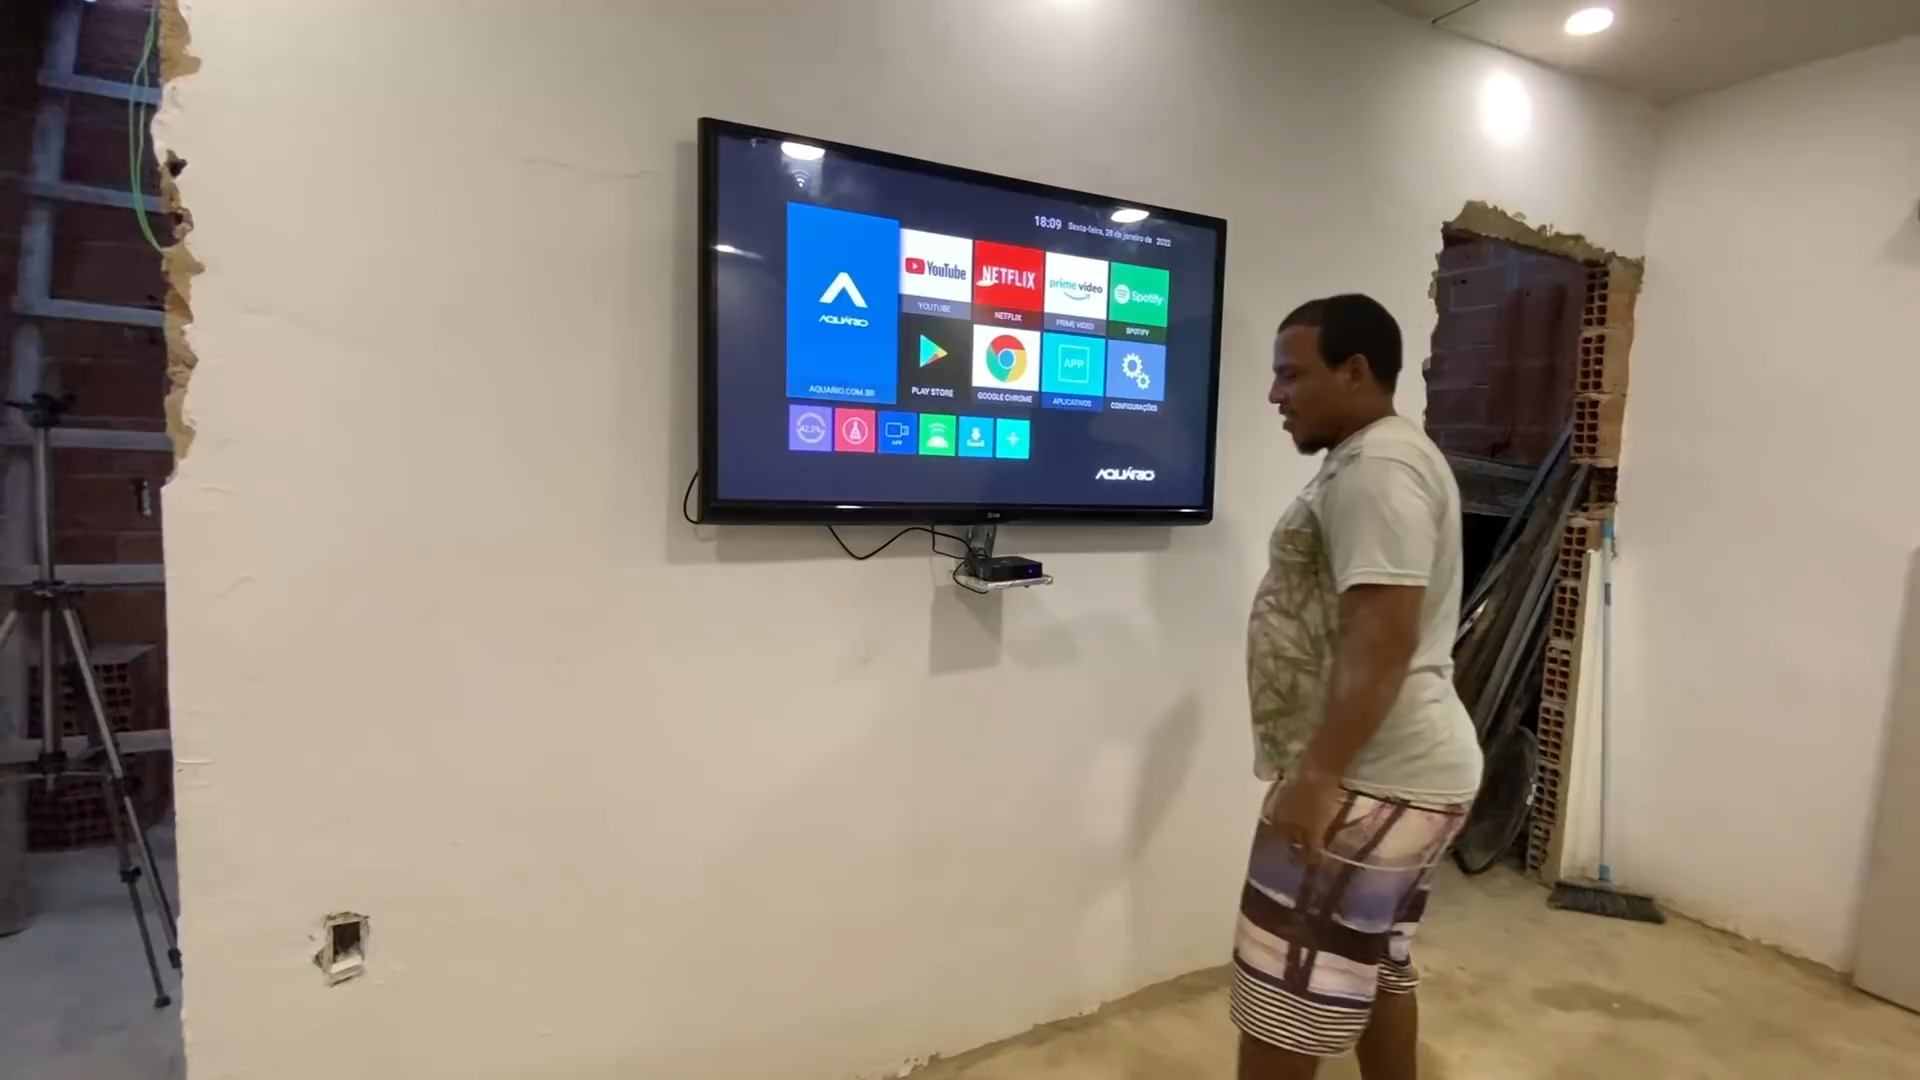 18:09 Sexta-feira, 28 de janeiro de 2022
AQUÁRIO
AQUARIO.COM.BR
YouTube
YOUTUBE
NETFLIX
NETFLIX
prime video
PRIME VIDEO
Spotify
SPOTIFY
PLAY STORE
GOOGLE CHROME
APP
APLICATIVOS
CONFIGURAÇÕES
APP
AQUÁRIO